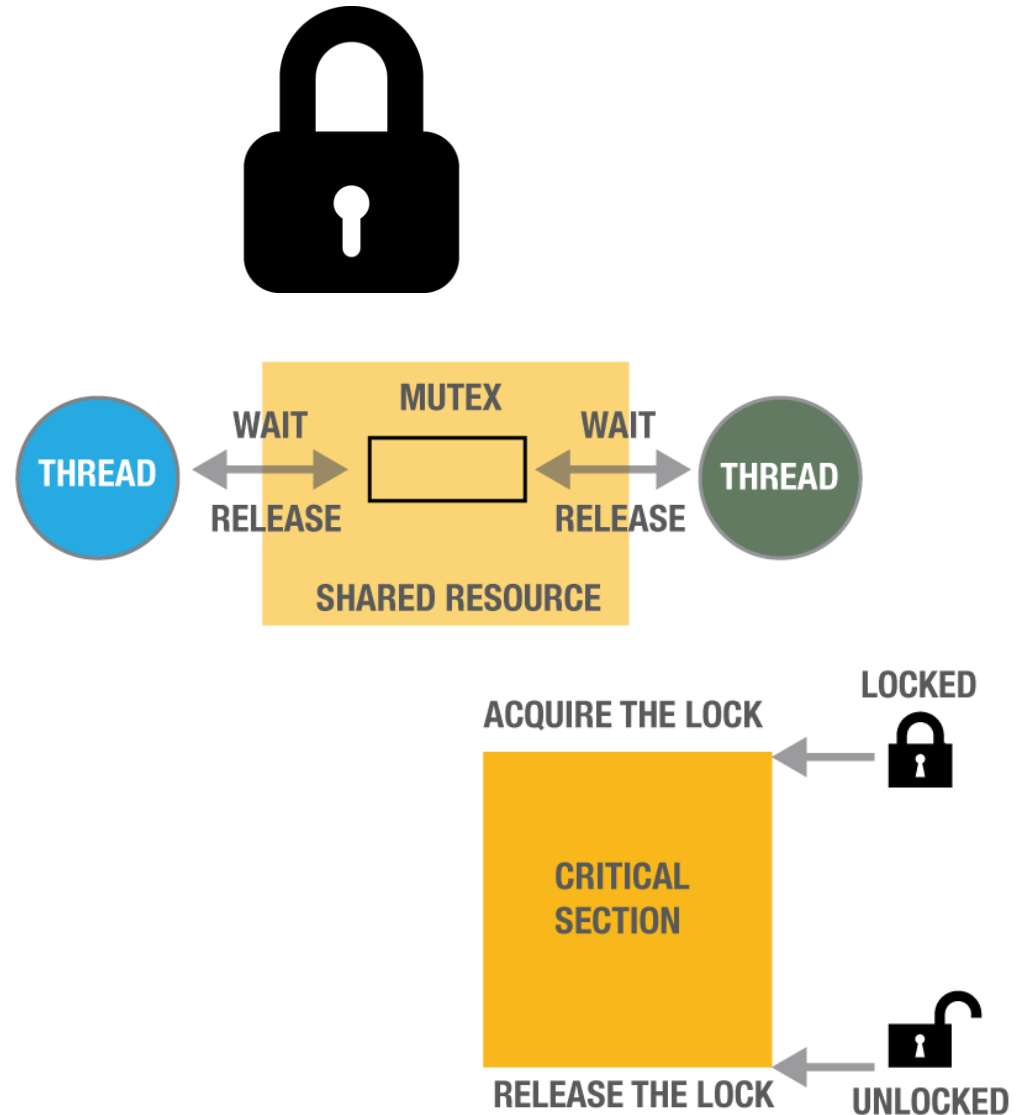 MUTEX
WAIT
WAIT
THREAD
THREAD
RELEASE
RELEASE
SHARED RESOURCE
LOCKED
ACQUIRE THE LOCK
CRITICAL
SECTION
RELEASE THE LOCK
UNLOCKED